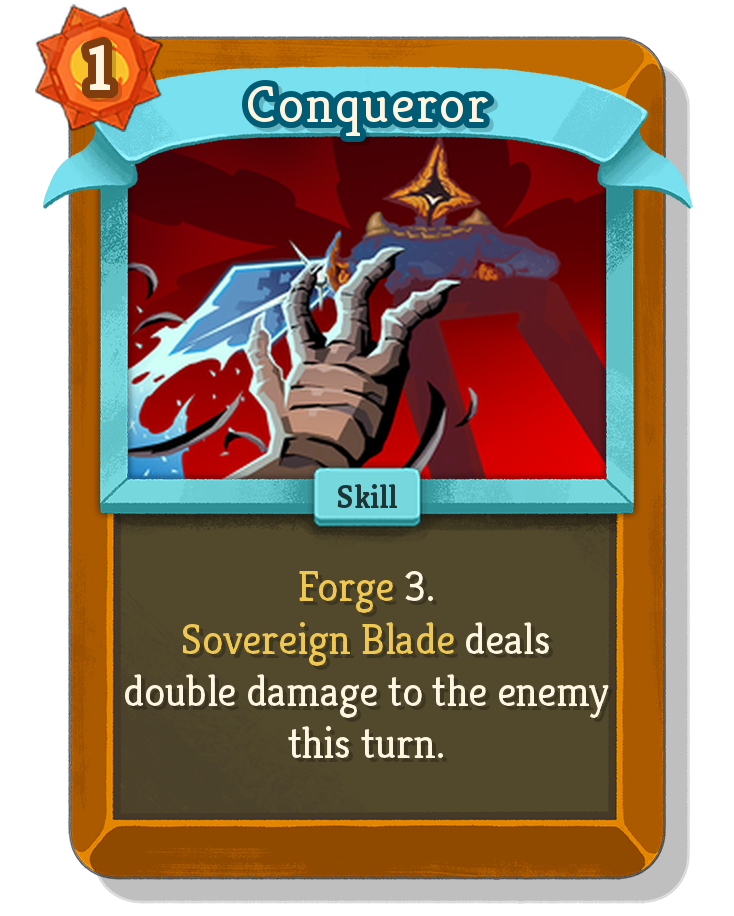 1
Conqueror
Skill
Forge 3.
Sovereign Blade deals
double damage to the enemy
this turn.